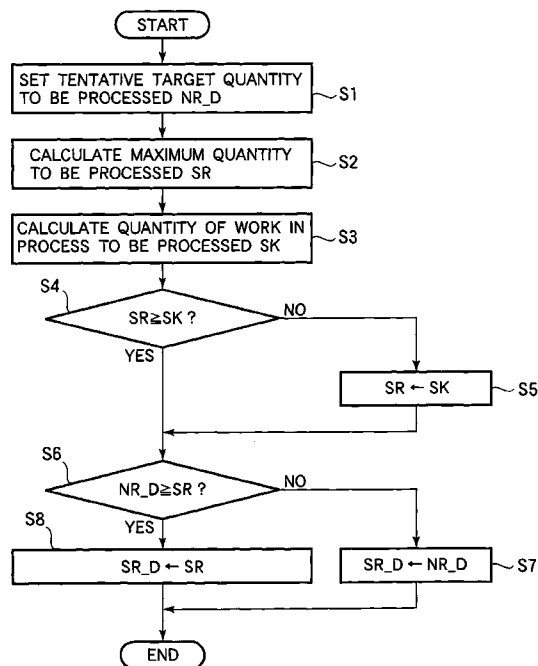 START
SET TENTATIVE TARGET QUANTITY
TO BE PROCESSED NR_D
S1
CALCULATE MAXIMUM QUANTITY
TO BE PROCESSED SR
S2
CALCULATE QUANTITY OF WORK IN
PROCESS TO BE PROCESSED SK
S3
S4
SR≧SK ?
NO
YES
SR ← SK
S5
S6
NR_D≧SR ?
NO
YES
S8
SR_D ← SR
SR_D ← NR_D
S7
END